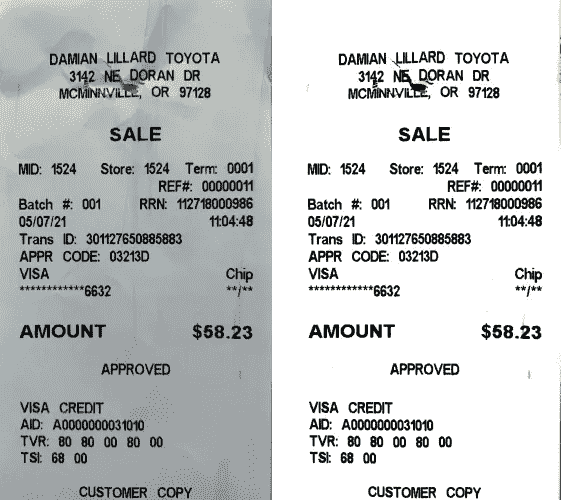 DAMIAN LILLARD TOYOTA
3142 NE DORAN DR
MCMINNVILLE, OR 97128
SALE
MID: 1524 Store: 1524 Term: 0001
REF#: 00000011
Batch #: 001 RRN: 112718000986
05/07/21 11:04:48
Trans ID: 301127650885883
APPR CODE: 03213D
VISA Chip
************6632 **/**
AMOUNT $58.23
APPROVED
VISA CREDIT
AID: A0000000031010
TVR: 80 80 00 80 00
TSI: 68 00
CUSTOMER COPY
DAMIAN LILLARD TOYOTA
3142 NE DORAN DR
MCMINNVILLE, OR 97128
SALE
MID: 1524 Store: 1524 Term: 0001
REF#: 00000011
Batch #: 001 RRN: 112718000986
05/07/21 11:04:48
Trans ID: 301127650885883
APPR CODE: 03213D
VISA Chip
************6632 **/**
AMOUNT $58.23
APPROVED
VISA CREDIT
AID: A0000000031010
TVR: 80 80 00 80 00
TSI: 68 00
CUSTOMER COPY